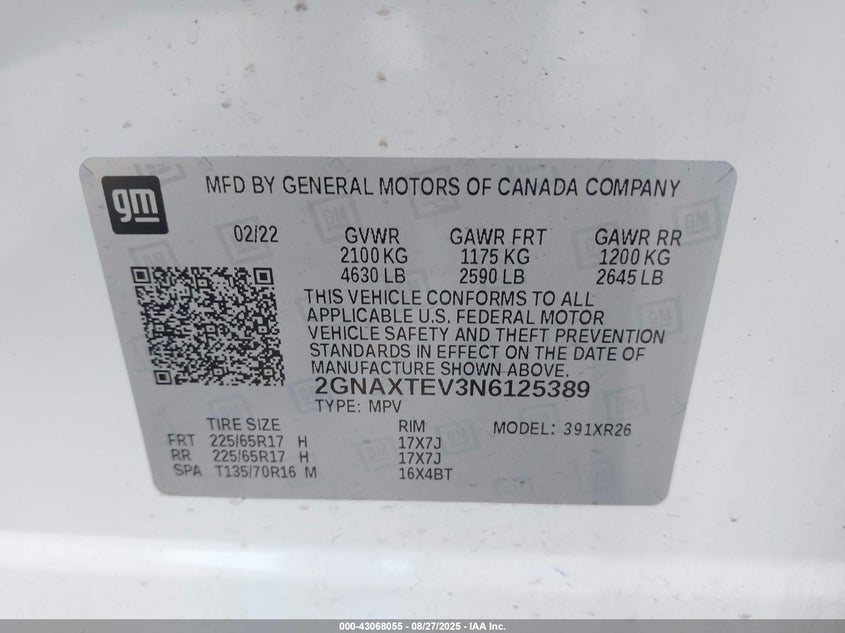 gm
MFD BY GENERAL MOTORS OF CANADA COMPANY
02/22 GVWR GAWR FRT GAWR RR
2100 KG 1175 KG 1200 KG
4630 LB 2590 LB 2645 LB
THIS VEHICLE CONFORMS TO ALL
APPLICABLE U.S. FEDERAL MOTOR
VEHICLE SAFETY AND THEFT PREVENTION
STANDARDS IN EFFECT ON THE DATE OF
MANUFACTURE SHOWN ABOVE.
2GNAXTEV3N6125389
TYPE: MPV
TIRE SIZE RIM MODEL: 391XR26
FRT 225/65R17 H 17X7J
RR 225/65R17 H 17X7J
SPA T135/70R16 M 16X4BT
000-43068055 - 08/27/2025 - IAA Inc.